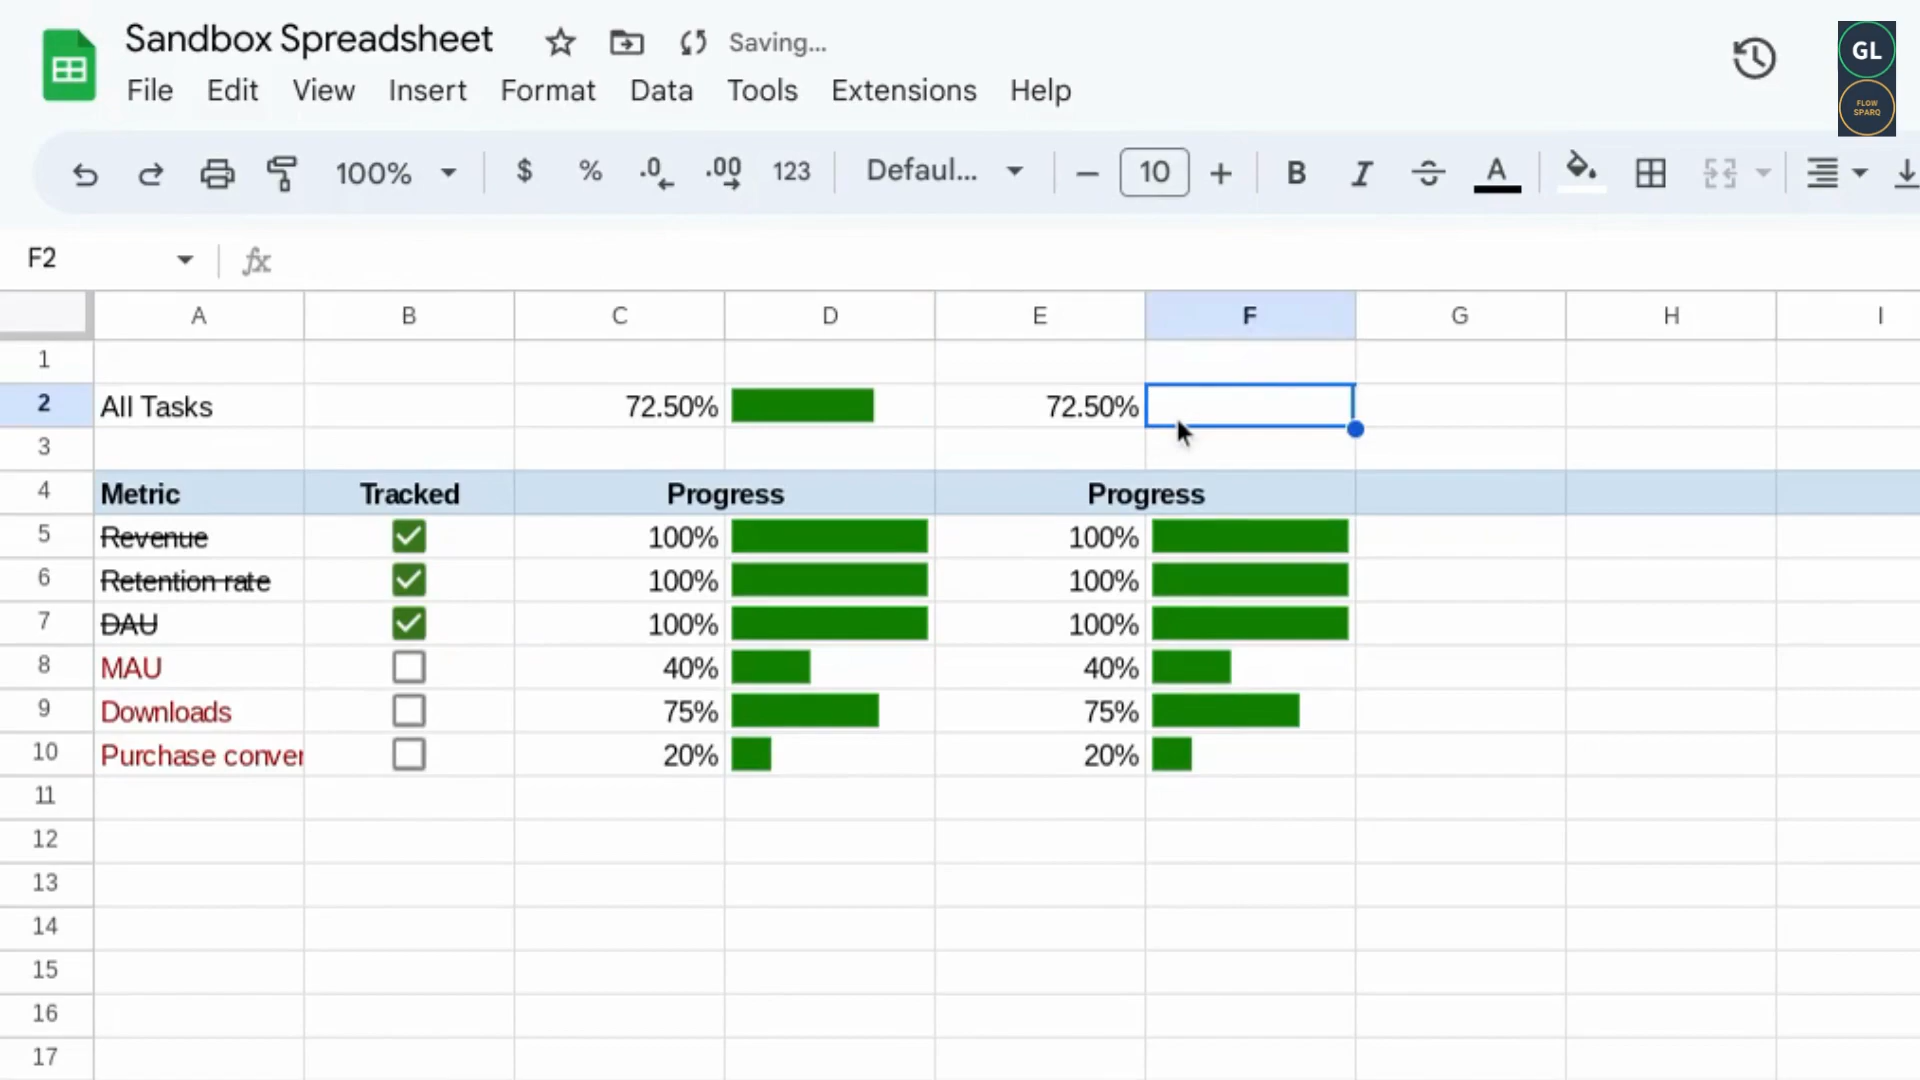 Sandbox Spreadsheet Saving...
GL
File Edit View Insert Format Data Tools Extensions Help
FLOW
SPARQ
100% $ % .0 .00 123 Defaul... 10 B I A
F2 fx
A B C D E F G H I
1
2 All Tasks 72.50% 72.50%
3
4 Metric Tracked Progress Progress
5 Revenue 100% 100%
6 Retention rate 100% 100%
7 DAU 100% 100%
8 MAU 40% 40%
9 Downloads 75% 75%
10 Purchase conver 20% 20%
11
12
13
14
15
16
17